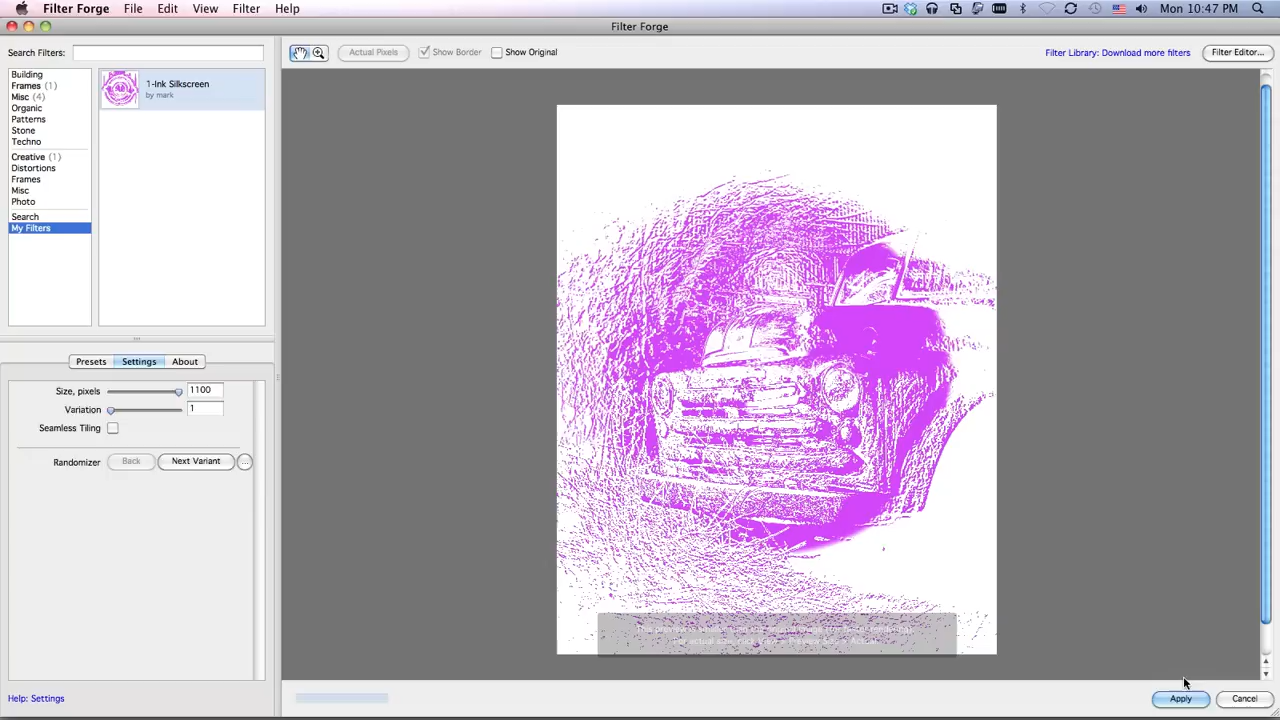 Filter Forge File Edit View Filter Help Mon 10:47 PM
Filter Forge
Search Filters: Actual Pixels Show Border Show Original Filter Library: Download more filters Filter Editor...
Building
Frames (1)
Misc (4)
Organic
Patterns
Stone
Techno
Creative (1)
Distortions
Frames
Misc
Photo
Search
My Filters
1-Ink Silkscreen
by mark
Presets Settings About
Size, pixels 1100
Variation 1
Seamless Tiling
Randomizer Back Next Variant ...
Help: Settings
Apply Cancel